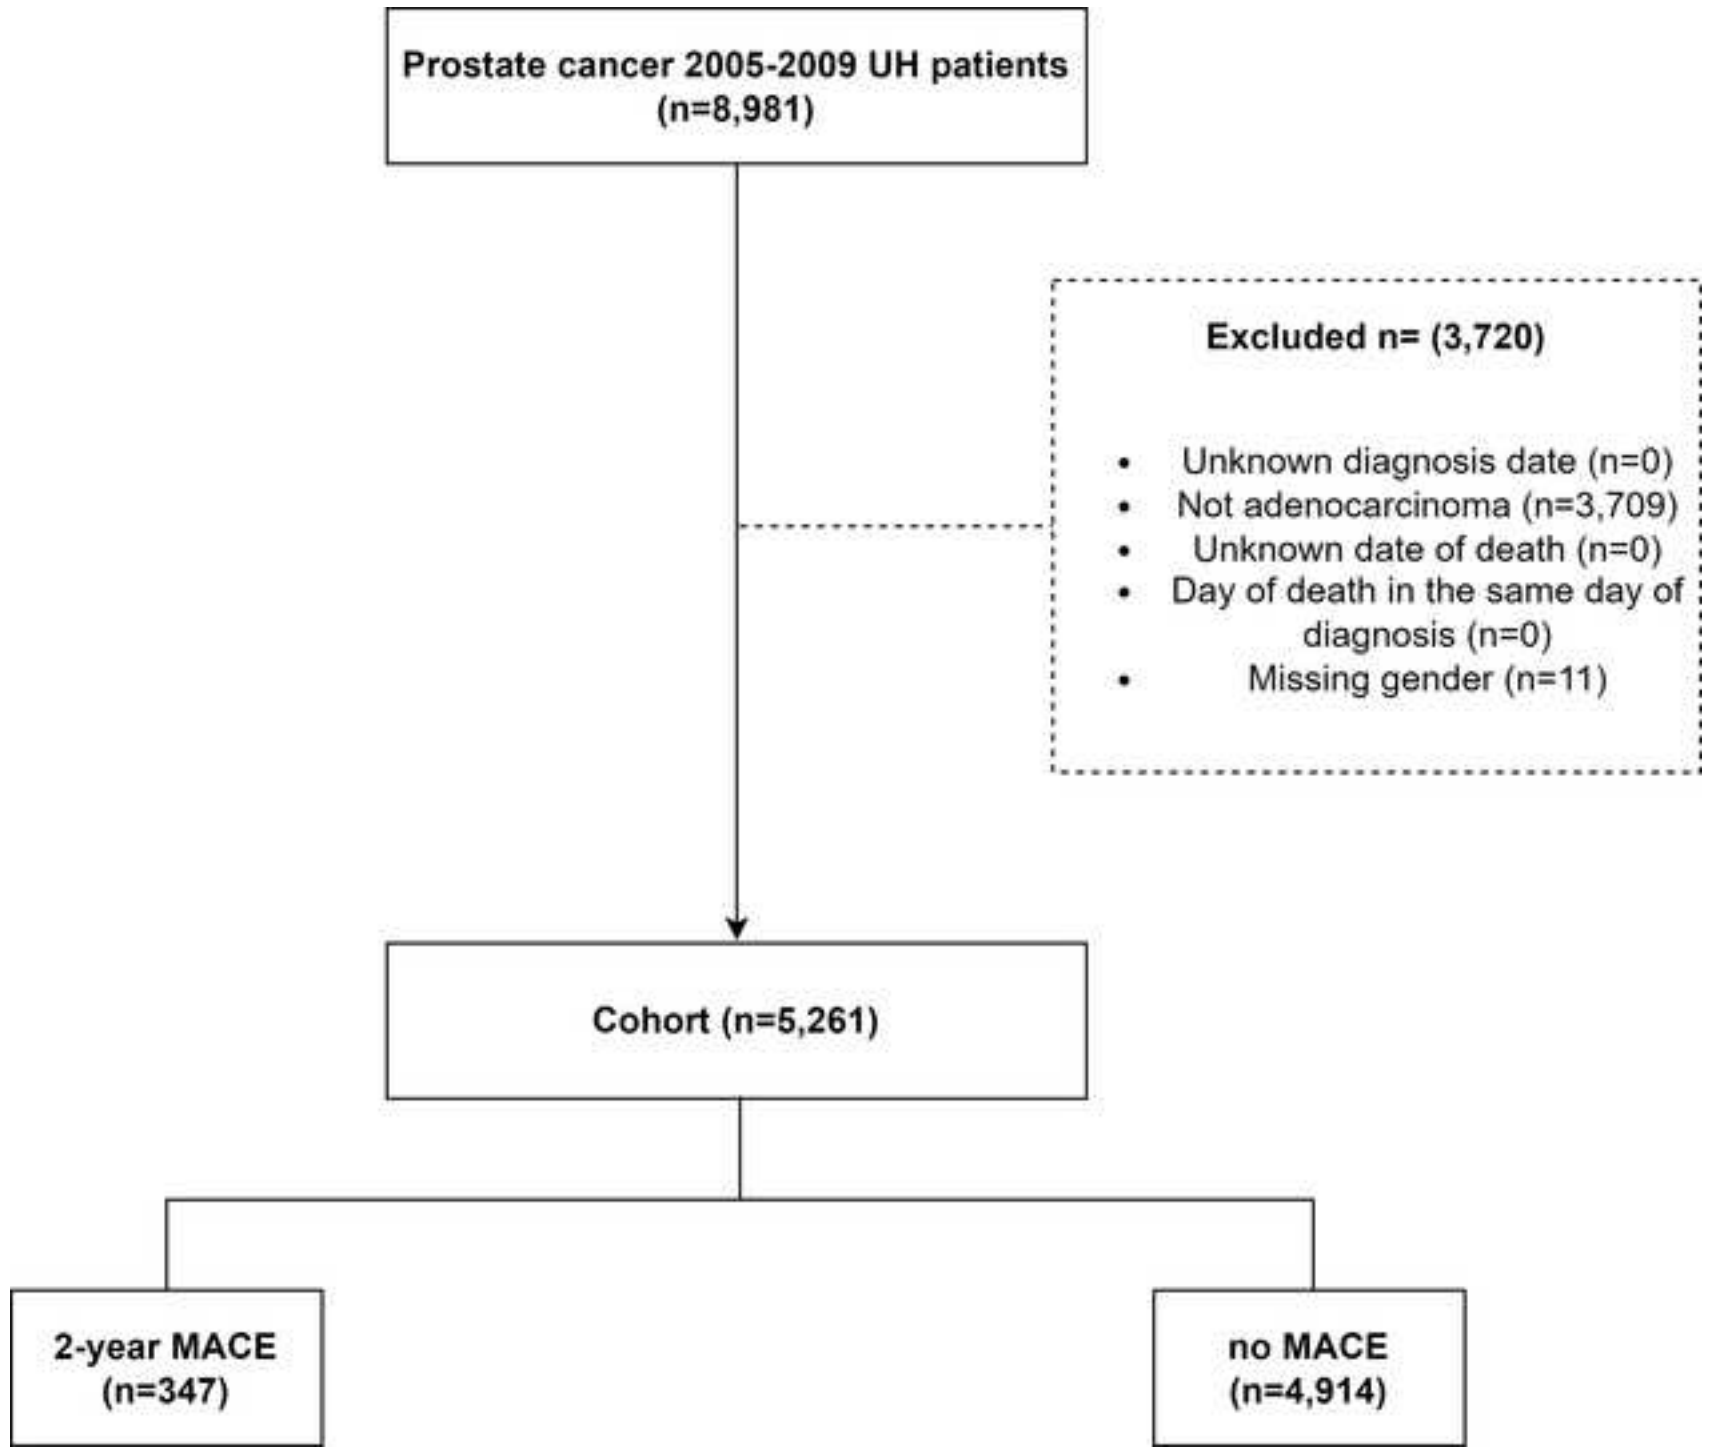 Prostate cancer 2005-2009 UH patients
(n=8,981)
Excluded n= (3,720)
• Unknown diagnosis date (n=0)
• Not adenocarcinoma (n=3,709)
• Unknown date of death (n=0)
• Day of death in the same day of
diagnosis (n=0)
• Missing gender (n=11)
Cohort (n=5,261)
2-year MACE
(n=347)
no MACE
(n=4,914)